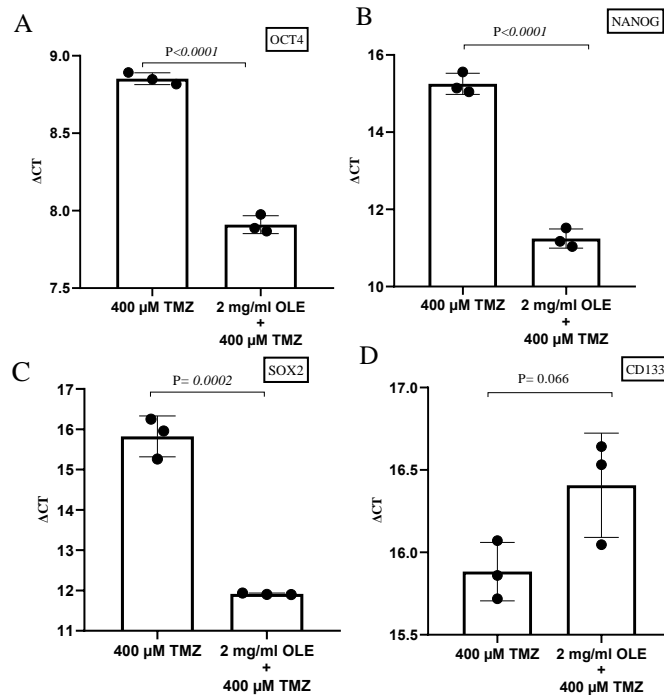 A
OCT4
P<0.0001
9.0
8.5
8.0
7.5
ΔCT
400 µM TMZ
2 mg/ml OLE
+
400 µM TMZ
B
NANOG
P<0.0001
16
14
12
10
ΔCT
400 µM TMZ
2 mg/ml OLE
+
400 µM TMZ
C
SOX2
P= 0.0002
17
16
15
14
13
12
11
ΔCT
400 µM TMZ
2 mg/ml OLE
+
400 µM TMZ
D
CD133
P= 0.066
17.0
16.5
16.0
15.5
ΔCT
400 µM TMZ
2 mg/ml OLE
+
400 µM TMZ